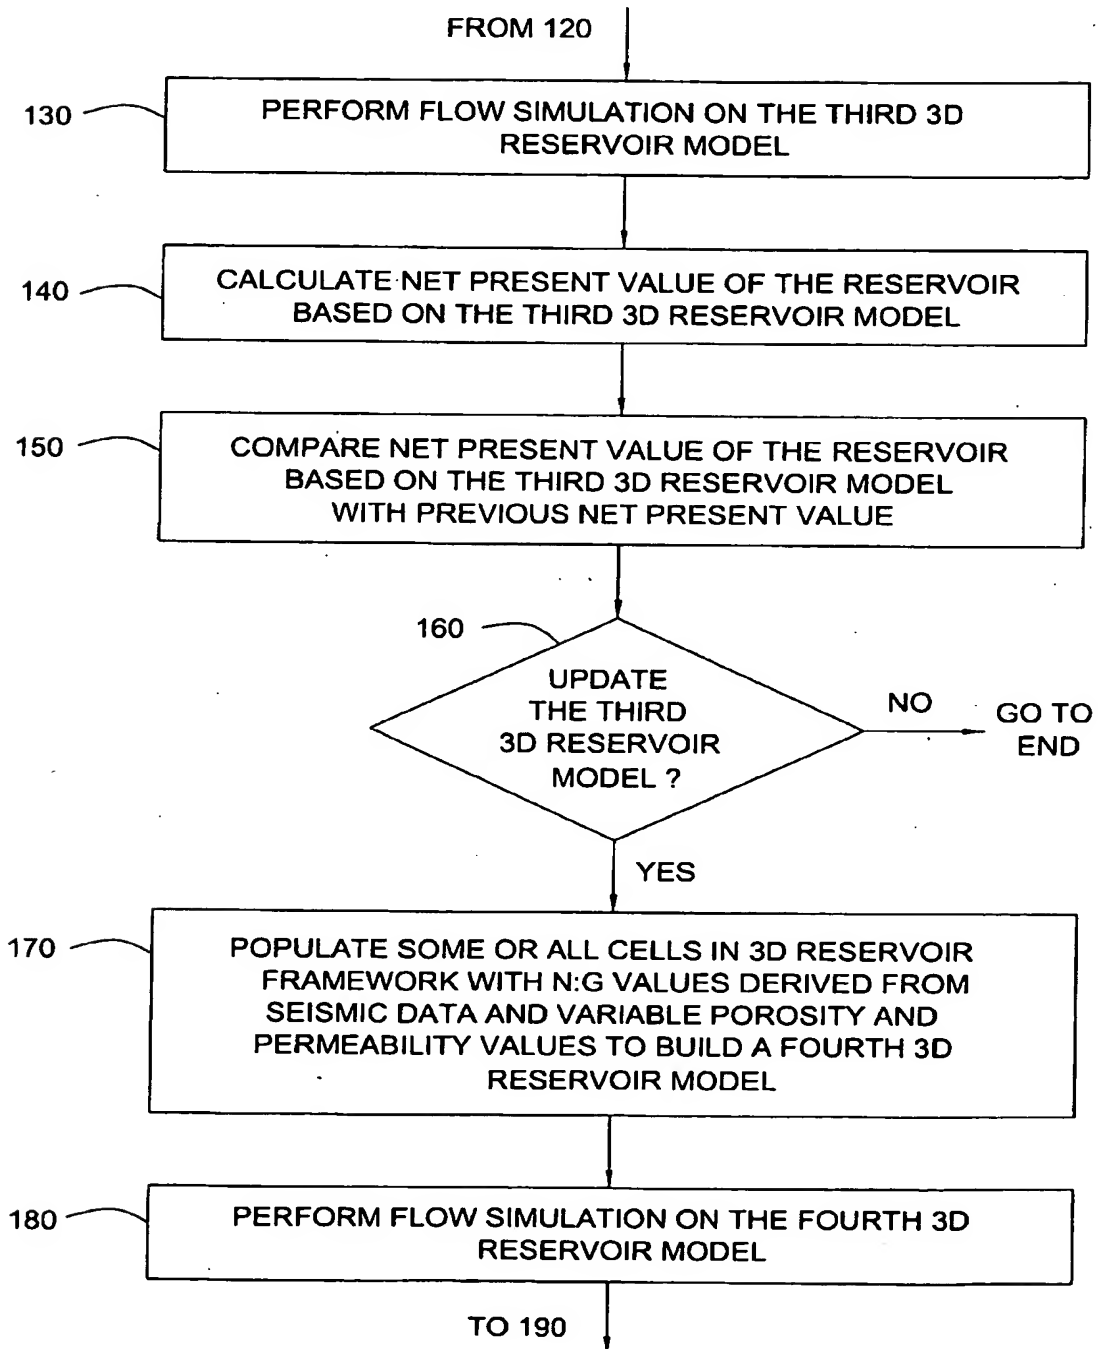 FROM 120
130
PERFORM FLOW SIMULATION ON THE THIRD 3D
RESERVOIR MODEL
140
CALCULATE NET PRESENT VALUE OF THE RESERVOIR
BASED ON THE THIRD 3D RESERVOIR MODEL
150
COMPARE NET PRESENT VALUE OF THE RESERVOIR
BASED ON THE THIRD 3D RESERVOIR MODEL
WITH PREVIOUS NET PRESENT VALUE
160
UPDATE
THE THIRD
3D RESERVOIR
MODEL ?
NO
GO TO
END
YES
170
POPULATE SOME OR ALL CELLS IN 3D RESERVOIR
FRAMEWORK WITH N:G VALUES DERIVED FROM
SEISMIC DATA AND VARIABLE POROSITY AND
PERMEABILITY VALUES TO BUILD A FOURTH 3D
RESERVOIR MODEL
180
PERFORM FLOW SIMULATION ON THE FOURTH 3D
RESERVOIR MODEL
TO 190